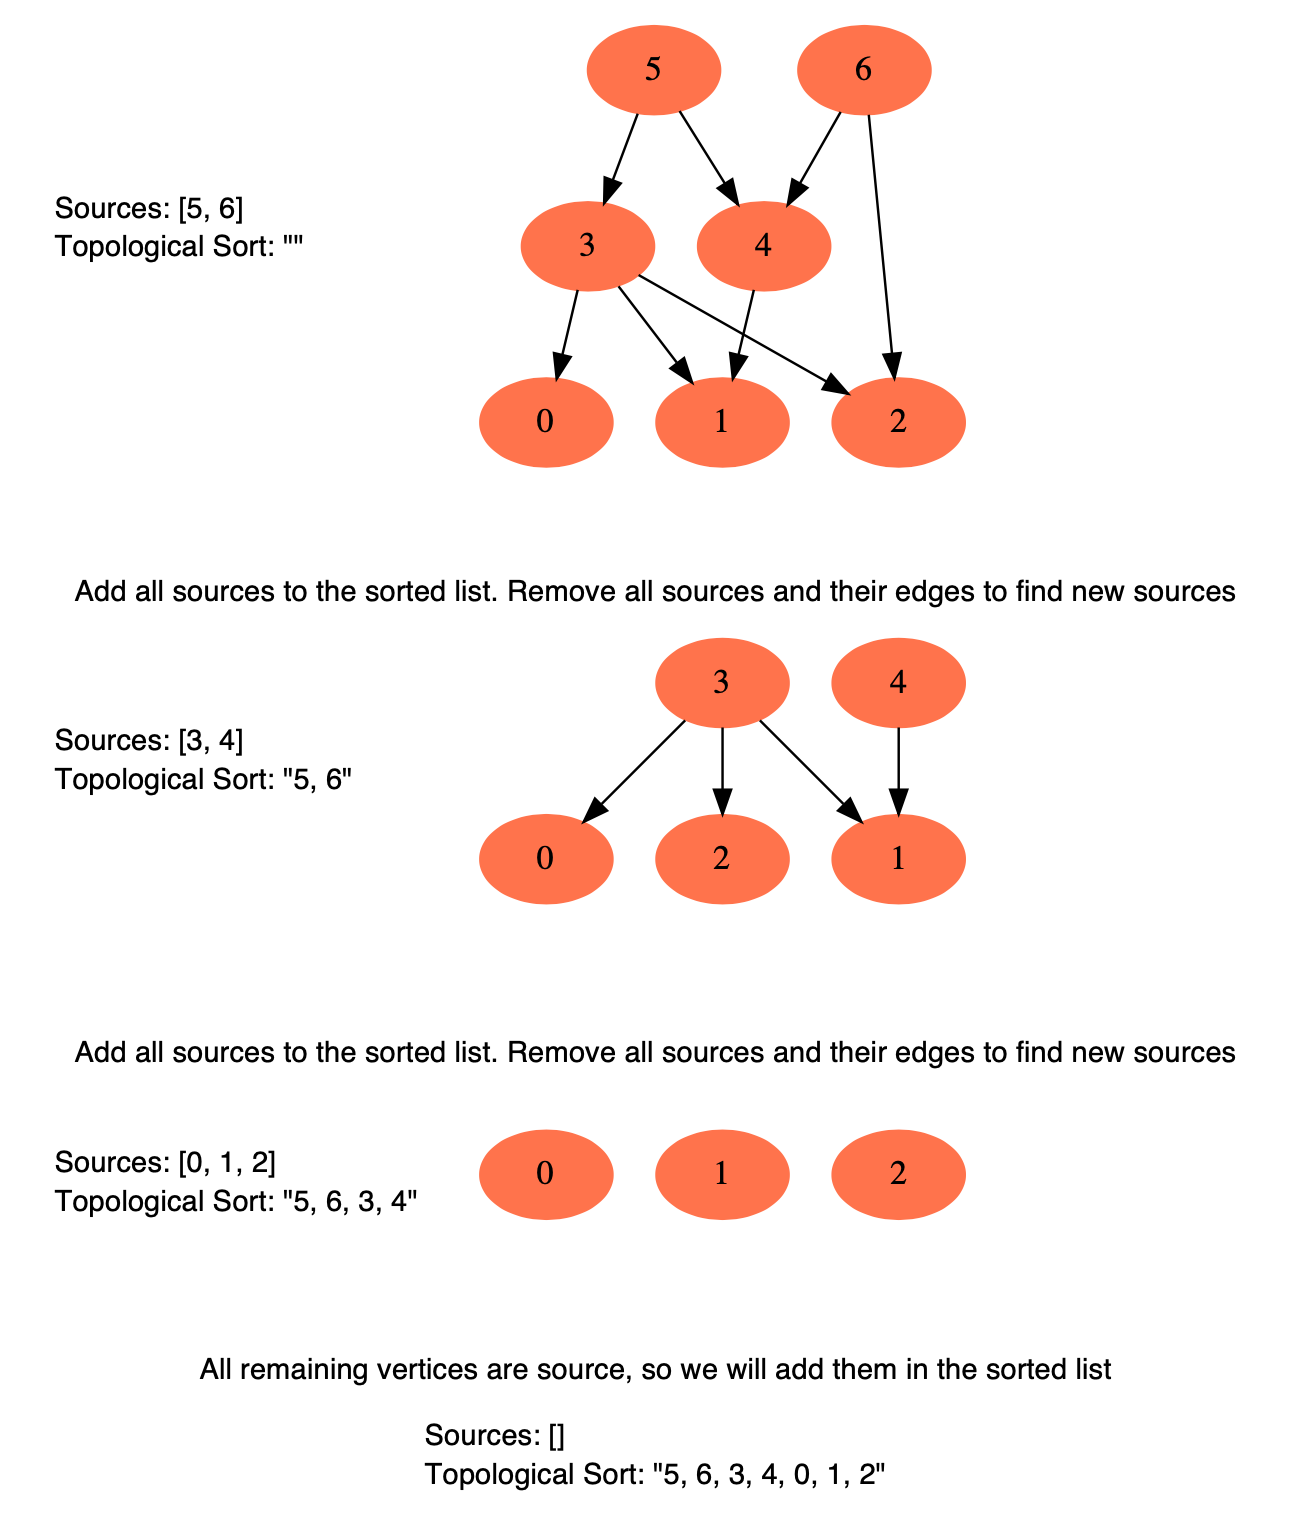 5 6
Sources: [5, 6]
Topological Sort: ""
3 4
0 1 2
Add all sources to the sorted list. Remove all sources and their edges to find new sources
3 4
Sources: [3, 4]
Topological Sort: "5, 6"
0 2 1
Add all sources to the sorted list. Remove all sources and their edges to find new sources
Sources: [0, 1, 2]
Topological Sort: "5, 6, 3, 4"
0 1 2
All remaining vertices are source, so we will add them in the sorted list
Sources: []
Topological Sort: "5, 6, 3, 4, 0, 1, 2"